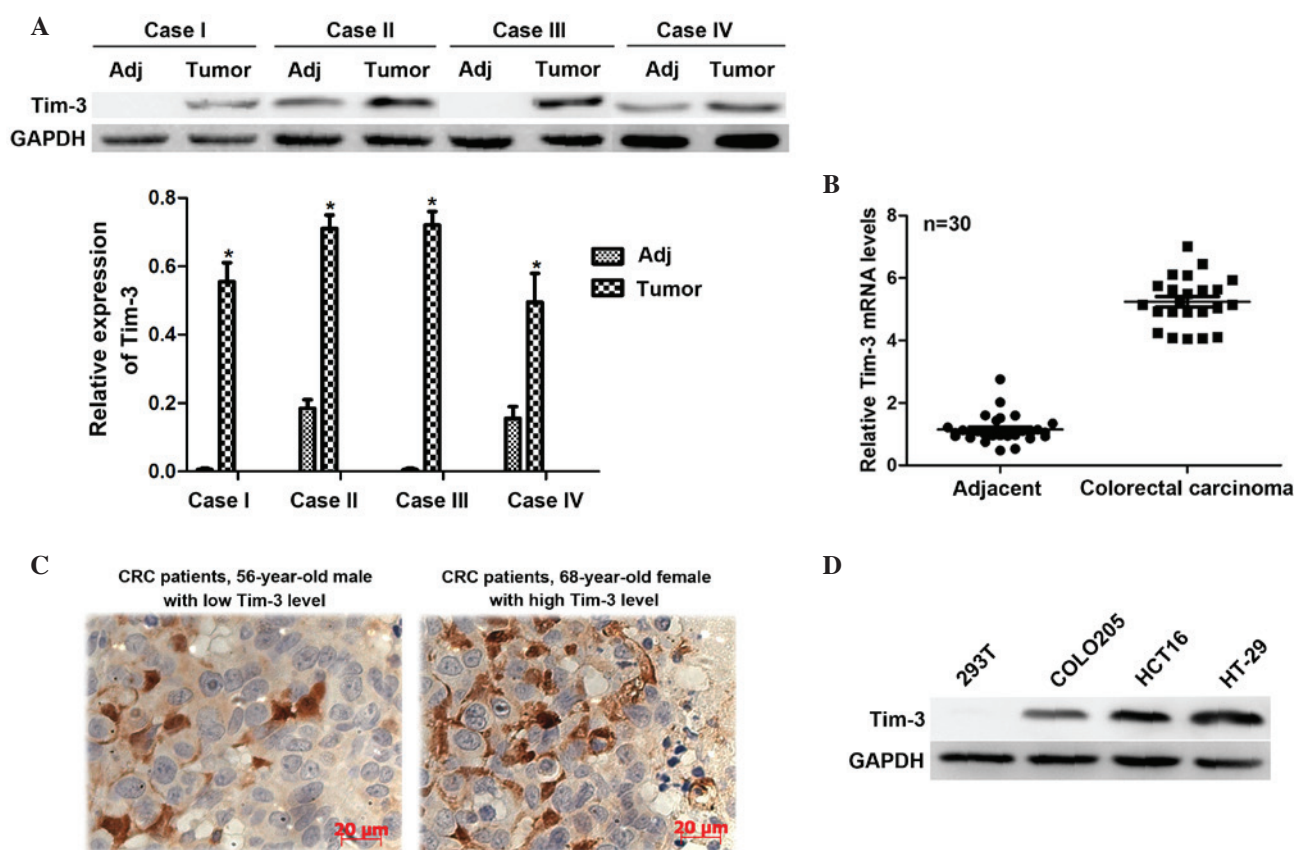 A
Case I Case II Case III Case IV
Adj Tumor Adj Tumor Adj Tumor Adj Tumor
Tim-3
GAPDH
Relative expression
of Tim-3
0.8
0.6
0.4
0.2
0.0
* * * *
Adj
Tumor
Case I Case II Case III Case IV
B
n=30
Relative Tim-3 mRNA levels
8
6
4
2
0
Adjacent Colorectal carcinoma
C
CRC patients, 56-year-old male
with low Tim-3 level
CRC patients, 68-year-old female
with high Tim-3 level
20 µm
20 µm
D
293T COLO205 HCT16 HT-29
Tim-3
GAPDH